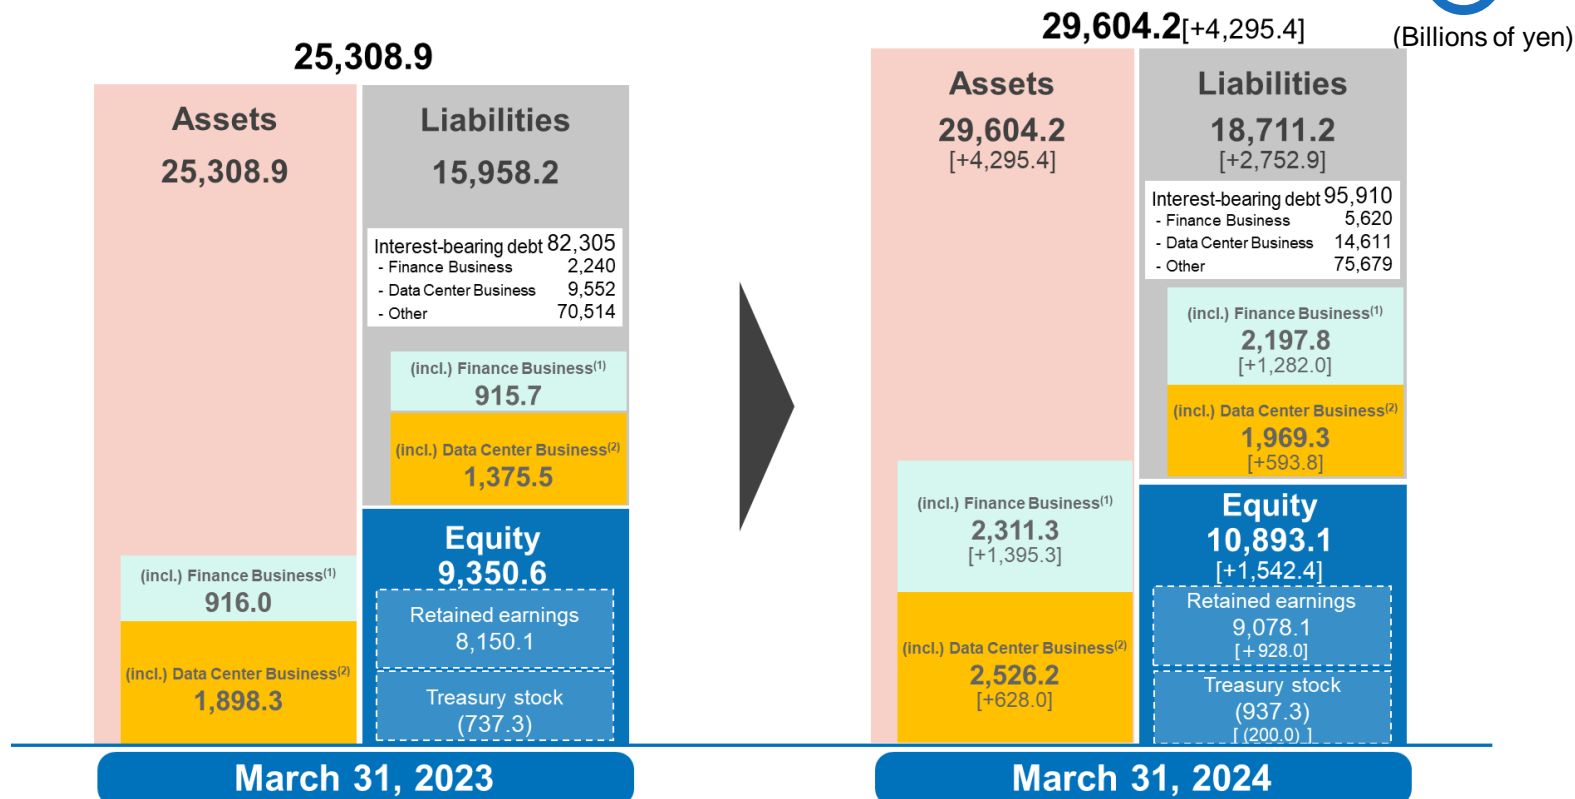 29,604.2[+4,295.4]
(Billions of yen)
25,308.9
Assets
25,308.9
Liabilities
15,958.2
Interest-bearing debt 82,305
- Finance Business 2,240
- Data Center Business 9,552
- Other 70,514
(incl.) Finance Business(1)
915.7
(incl.) Data Center Business(2)
1,375.5
(incl.) Finance Business(1)
916.0
(incl.) Data Center Business(2)
1,898.3
Equity
9,350.6
Retained earnings
8,150.1
Treasury stock
(737.3)
March 31, 2023
Assets
29,604.2
[+4,295.4]
Liabilities
18,711.2
[+2,752.9]
Interest-bearing debt 95,910
- Finance Business 5,620
- Data Center Business 14,611
- Other 75,679
(incl.) Finance Business(1)
2,197.8
[+1,282.0]
(incl.) Data Center Business(2)
1,969.3
[+593.8]
(incl.) Finance Business(1)
2,311.3
[+1,395.3]
(incl.) Data Center Business(2)
2,526.2
[+628.0]
Equity
10,893.1
[+1,542.4]
Retained earnings
9,078.1
[+928.0]
Treasury stock
(937.3)
[ (200.0) ]
March 31, 2024